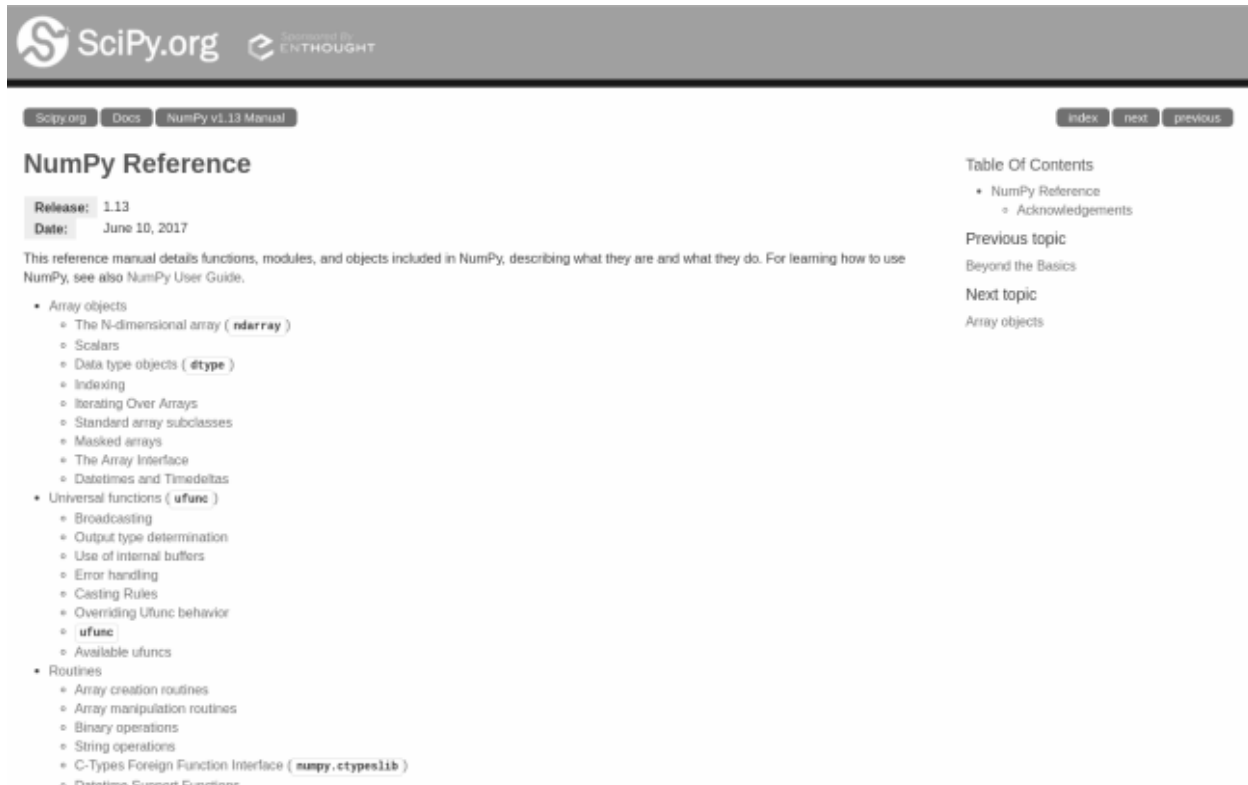 SciPy.org
Sponsored By
ENTHOUGHT
Scipy.org Docs NumPy v1.13 Manual
index next previous
NumPy Reference
Release: 1.13
Date: June 10, 2017
This reference manual details functions, modules, and objects included in NumPy, describing what they are and what they do. For learning how to use
NumPy, see also NumPy User Guide.
Array objects
The N-dimensional array ( ndarray )
Scalars
Data type objects ( dtype )
Indexing
Iterating Over Arrays
Standard array subclasses
Masked arrays
The Array Interface
Datetimes and Timedeltas
Universal functions ( ufunc )
Broadcasting
Output type determination
Use of internal buffers
Error handling
Casting Rules
Overriding Ufunc behavior
ufunc
Available ufuncs
Routines
Array creation routines
Array manipulation routines
Binary operations
String operations
C-Types Foreign Function Interface ( numpy.ctypeslib )
Datetime Support Functions
Table Of Contents
NumPy Reference
Acknowledgements
Previous topic
Beyond the Basics
Next topic
Array objects